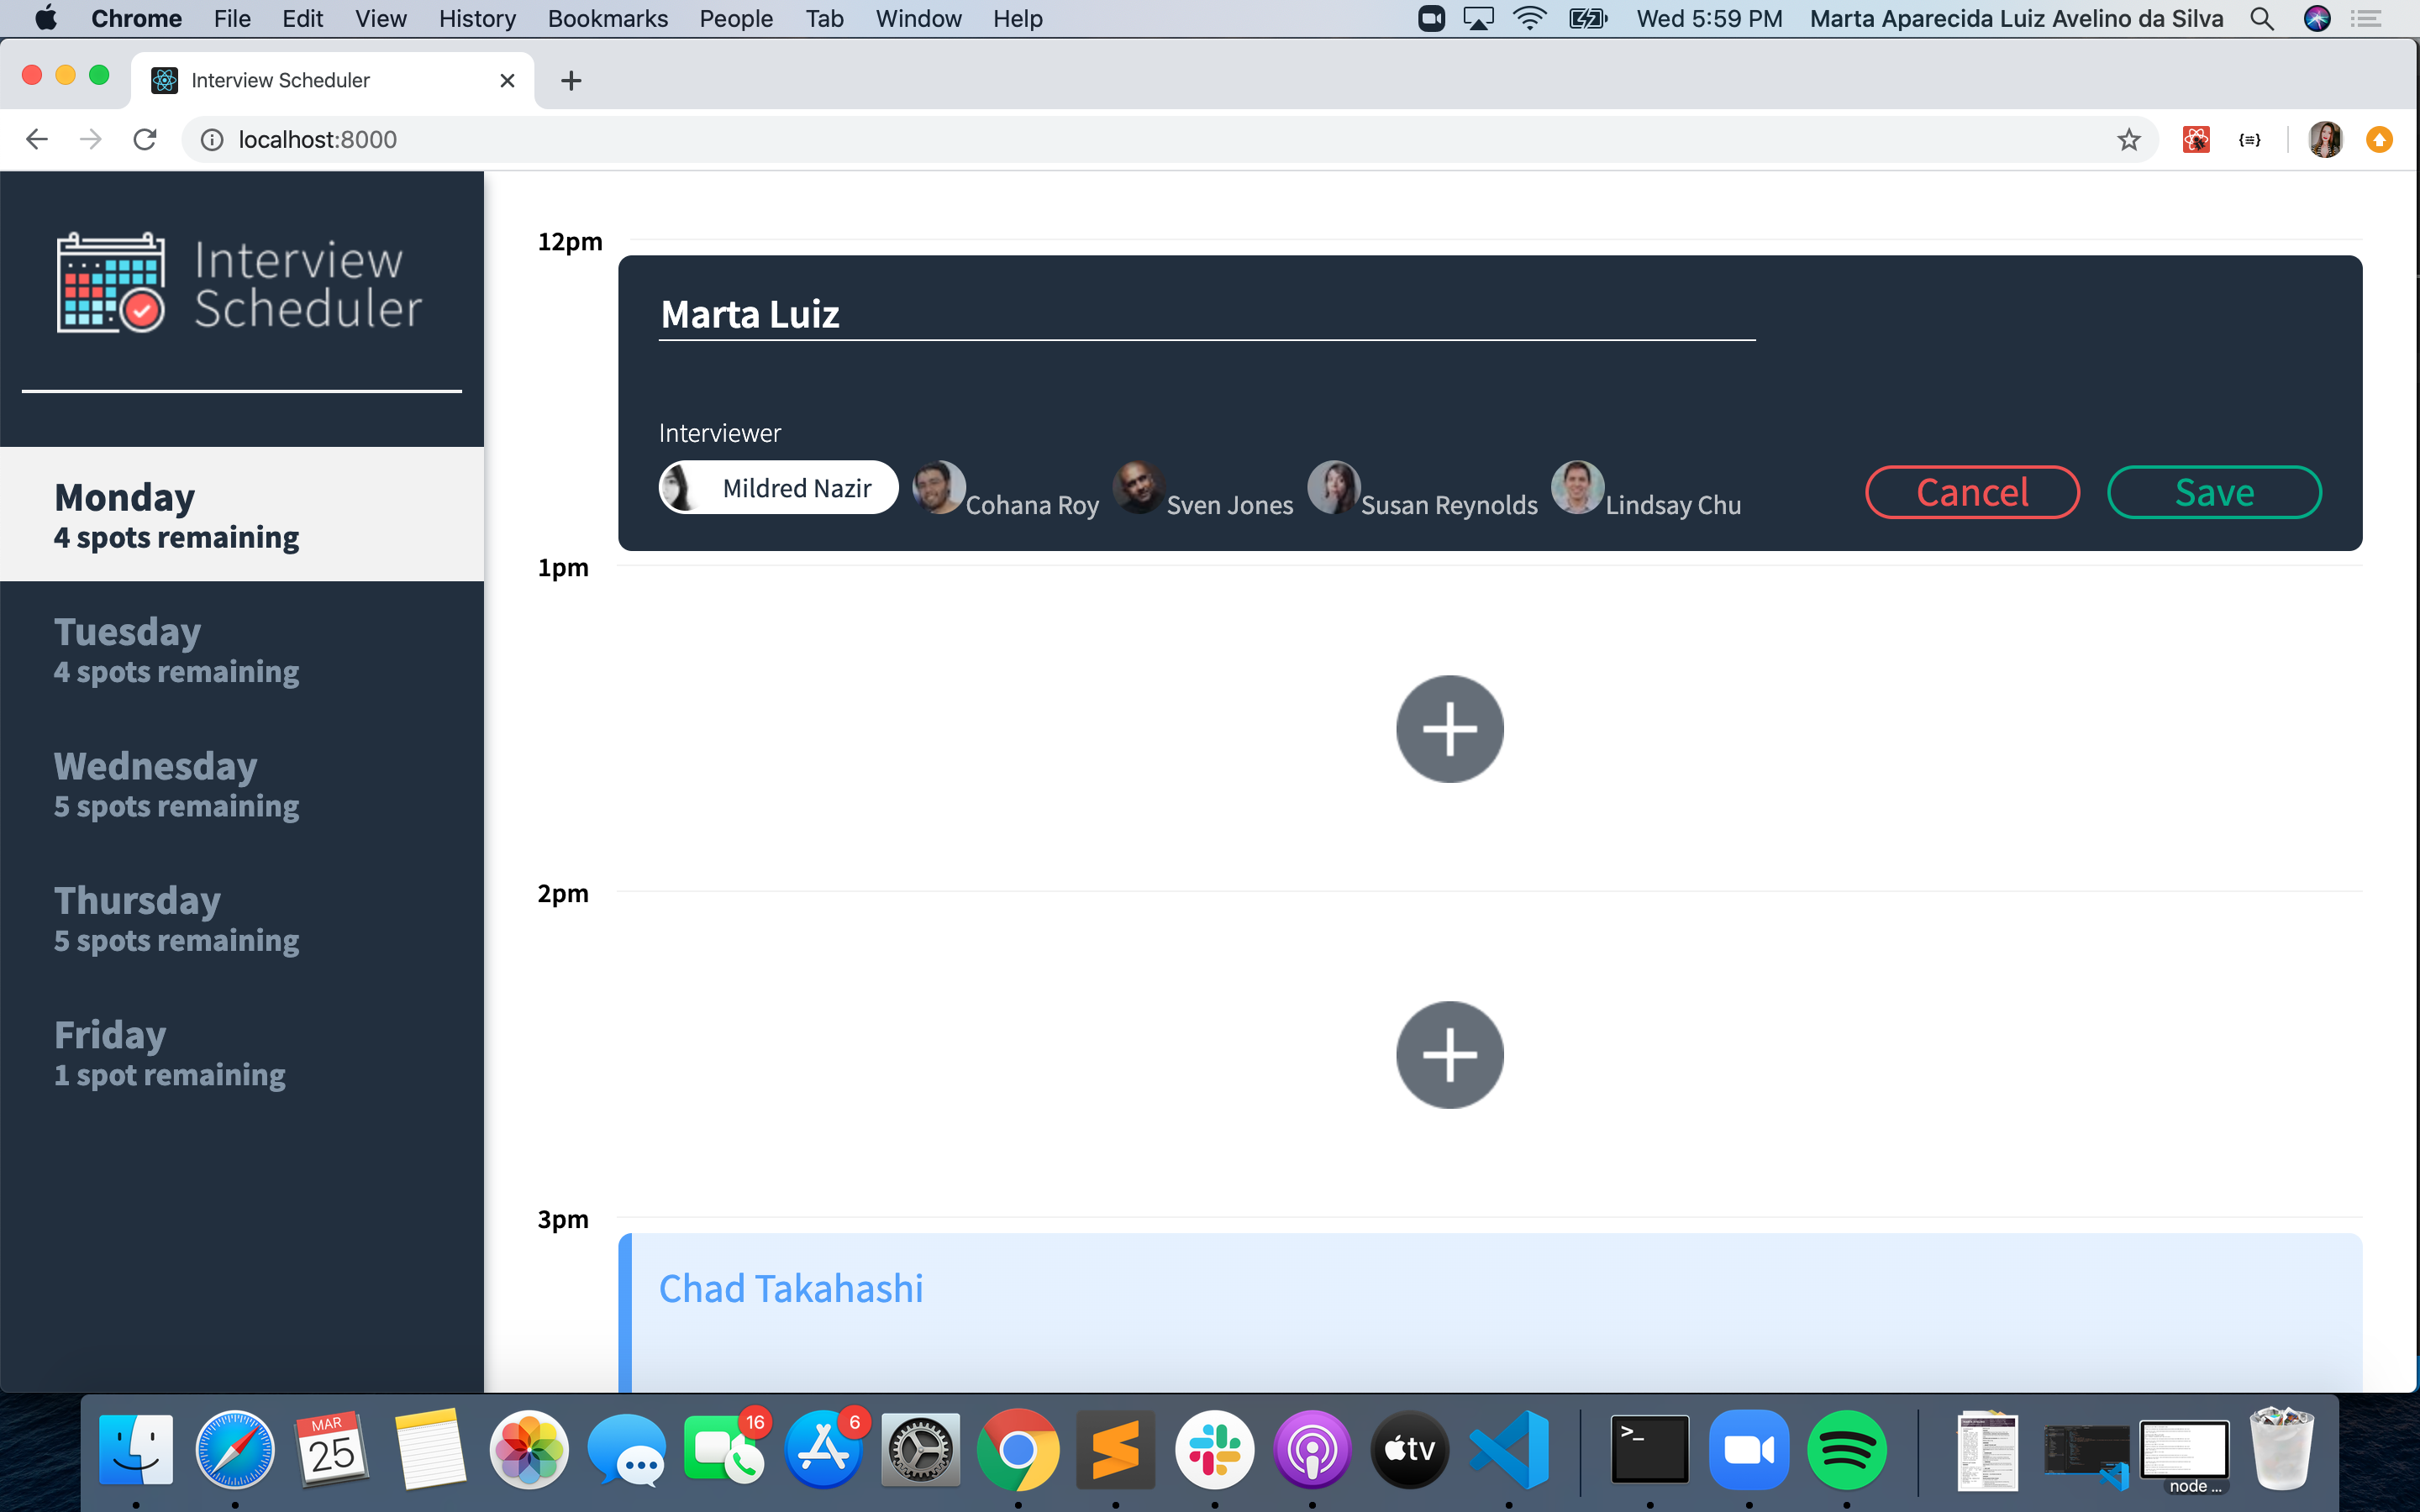 Chrome File Edit View History Bookmarks People Tab Window Help Wed 5:59 PM Marta Aparecida Luiz Avelino da Silva
Interview Scheduler
localhost:8000
Interview
Scheduler
Monday
4 spots remaining
Tuesday
4 spots remaining
Wednesday
5 spots remaining
Thursday
5 spots remaining
Friday
1 spot remaining
12pm
Marta Luiz
Interviewer
Mildred Nazir Cohana Roy Sven Jones Susan Reynolds Lindsay Chu Cancel Save
1pm
2pm
3pm
Chad Takahashi
MAR
25
16
6
tv
>_
node ...